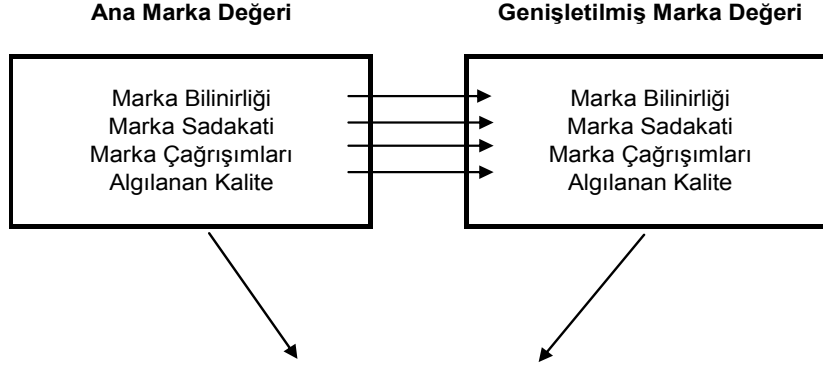 Ana Marka Değeri
Genişletilmiş Marka Değeri
Marka Bilinirliği
Marka Sadakati
Marka Çağrışımları
Algılanan Kalite
Marka Bilinirliği
Marka Sadakati
Marka Çağrışımları
Algılanan Kalite